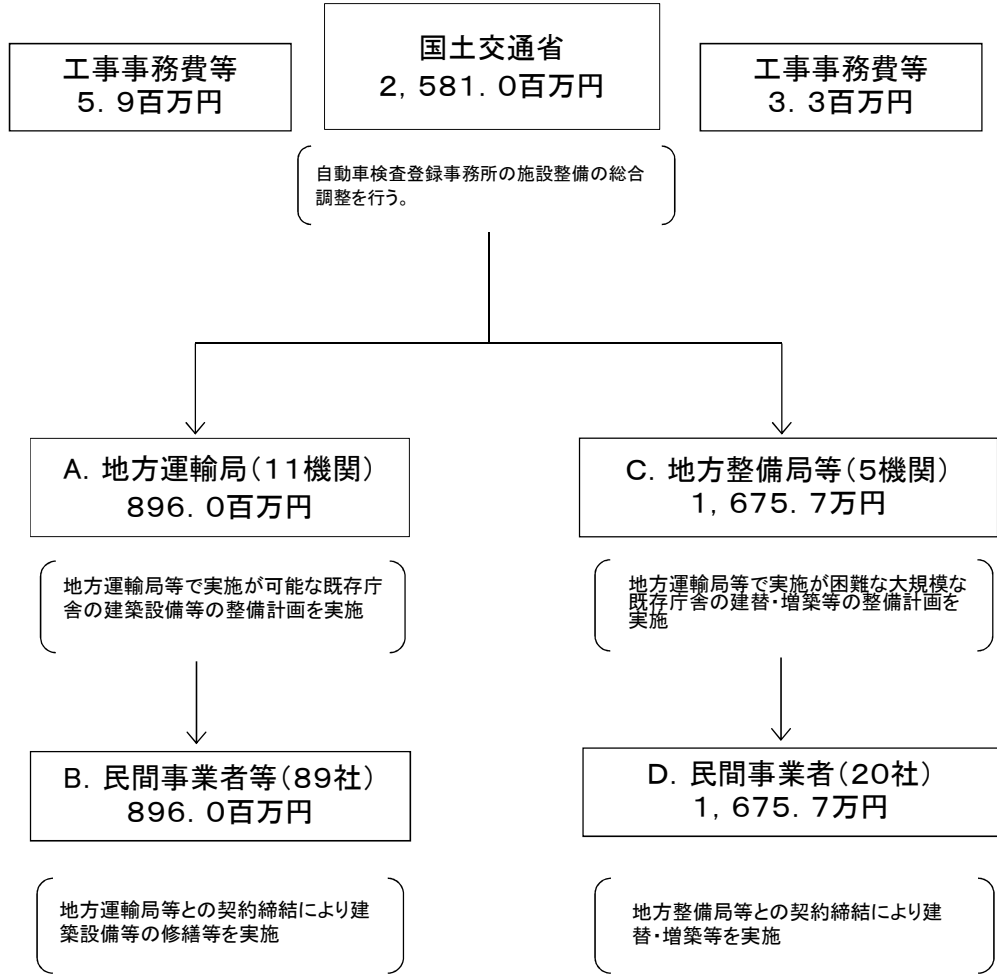 工事事務費等
5．9百万円
国土交通省
2，581．0百万円
工事事務費等
3．3百万円
自動車検査登録事務所の施設整備の総合
調整を行う。
A．地方運輸局（11機関）
896．0百万円
C．地方整備局等（5機関）
1，675．7万円
地方運輸局等で実施が可能な既存庁
舎の建築設備等の整備計画を実施
地方運輸局等で実施が困難な大規模な
既存庁舎の建替・増築等の整備計画を
実施
B．民間事業者等（89社）
896．0百万円
D．民間事業者（20社）
1，675．7万円
地方運輸局等との契約締結により建
築設備等の修繕等を実施
地方整備局等との契約締結により建
替・増築等を実施